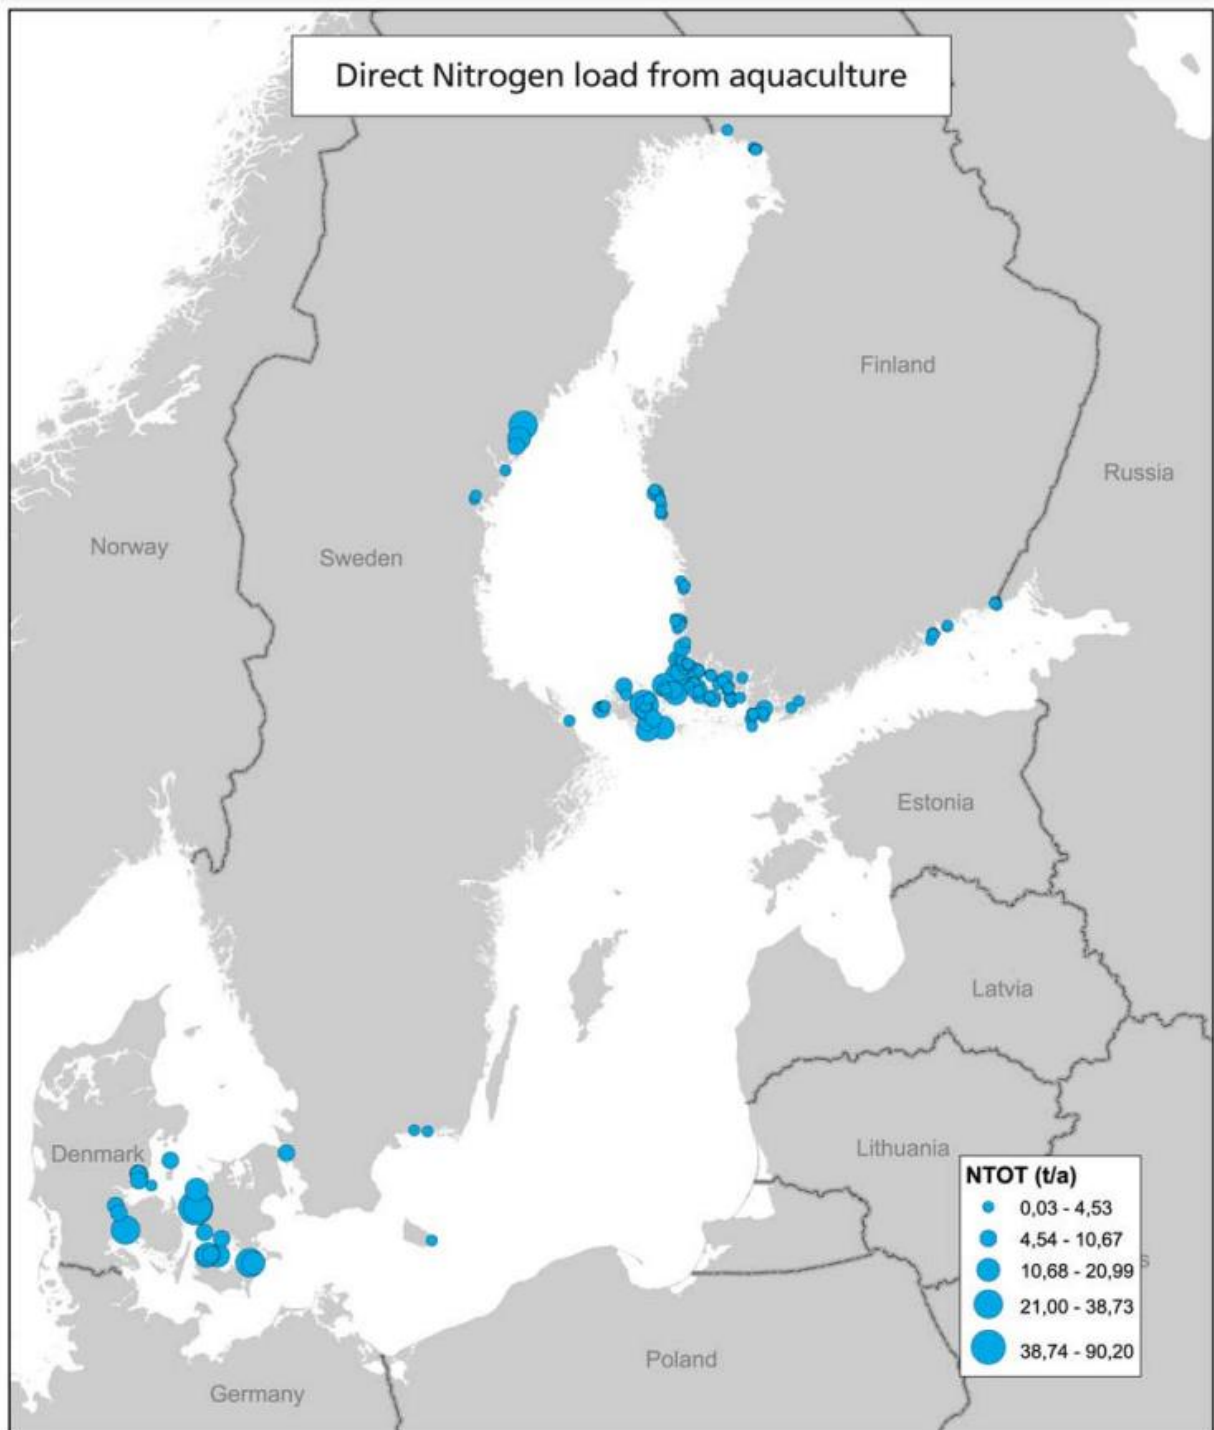 Direct Nitrogen load from aquaculture
Finland
Russia
Norway
Sweden
Estonia
Latvia
Denmark
Lithuania
NTOT (t/a)
0,03 - 4,53
4,54 - 10,67
10,68 - 20,99
21,00 - 38,73
38,74 - 90,20
s
Poland
Germany